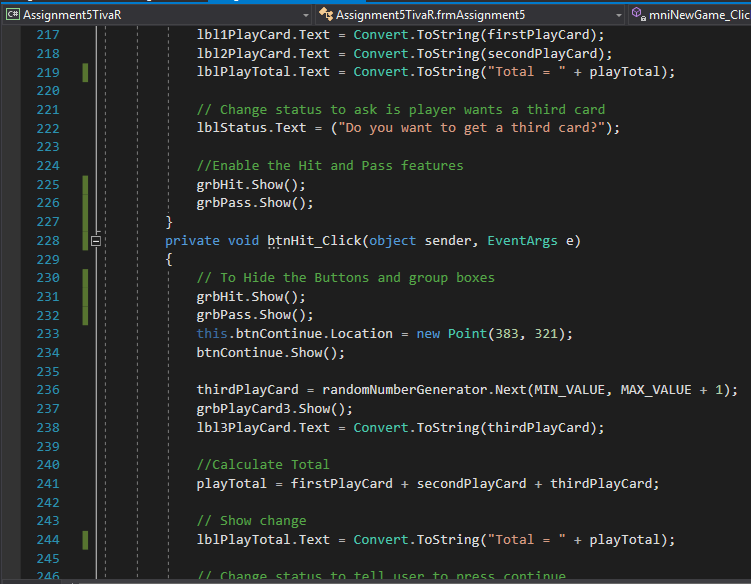 C# Assignment5TivaR
Assignment5TivaR.frmAssignment5
mniNewGame_Clic
217 lbl1PlayCard.Text = Convert.ToString(firstPlayCard);
218 lbl2PlayCard.Text = Convert.ToString(secondPlayCard);
219 lblPlayTotal.Text = Convert.ToString("Total = " + playTotal);
220
221 // Change status to ask is player wants a third card
222 lblStatus.Text = ("Do you want to get a third card?");
223
224 //Enable the Hit and Pass features
225 grbHit.Show();
226 grbPass.Show();
227 }
228 private void btnHit_Click(object sender, EventArgs e)
229 {
230 // To Hide the Buttons and group boxes
231 grbHit.Show();
232 grbPass.Show();
233 this.btnContinue.Location = new Point(383, 321);
234 btnContinue.Show();
235
236 thirdPlayCard = randomNumberGenerator.Next(MIN_VALUE, MAX_VALUE + 1);
237 grbPlayCard3.Show();
238 lbl3PlayCard.Text = Convert.ToString(thirdPlayCard);
239
240 //Calculate Total
241 playTotal = firstPlayCard + secondPlayCard + thirdPlayCard;
242
243 // Show change
244 lblPlayTotal.Text = Convert.ToString("Total = " + playTotal);
245
246 // Change status to tell user to press continue